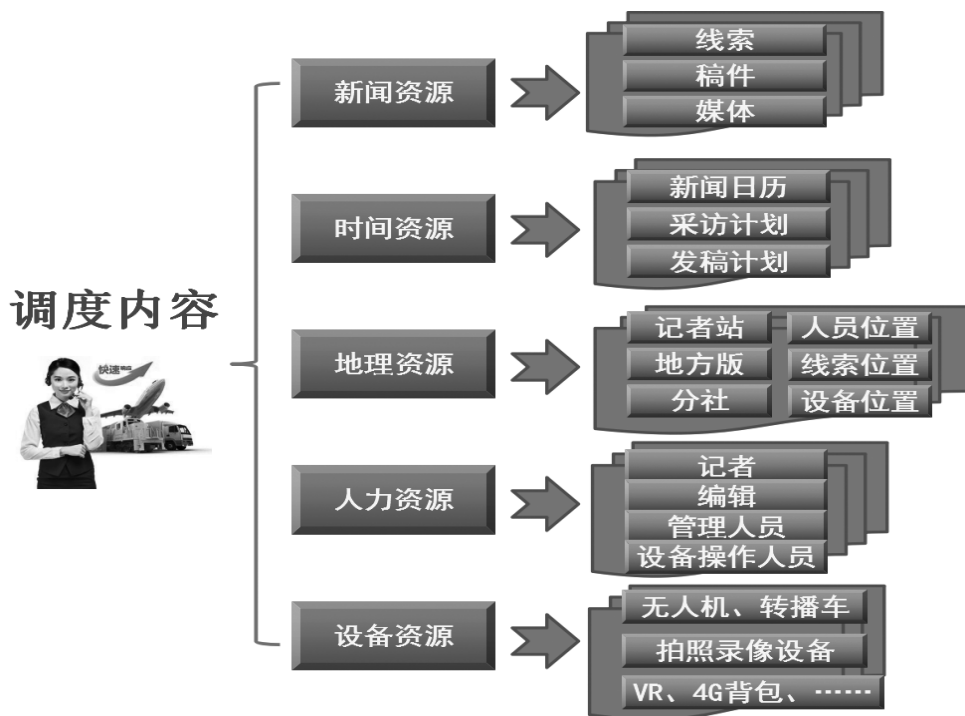 调度内容
快速
新闻资源
线索
稿件
媒体
时间资源
新闻日历
采访计划
发稿计划
地理资源
记者站
人员位置
地方版
线索位置
分社
设备位置
人力资源
记者
编辑
管理人员
设备操作人员
设备资源
无人机、转播车
拍照录像设备
VR、4G背包、……